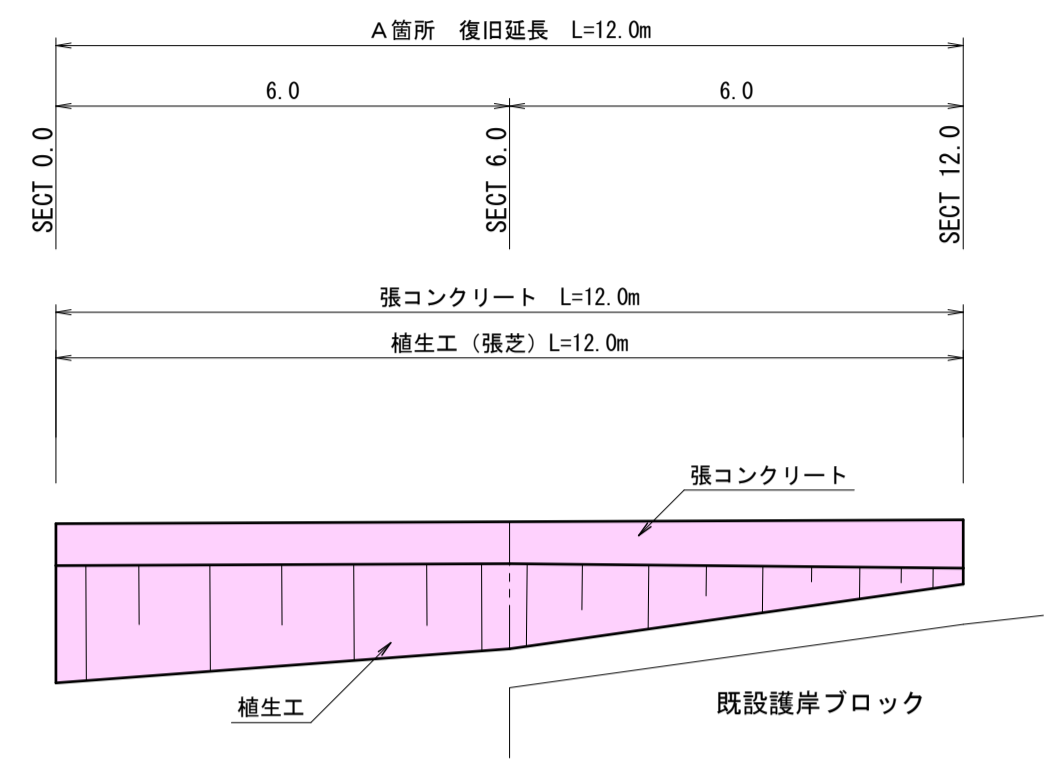 A箇所　復旧延長　L=12.0m
6.0
6.0
SECT 0.0
SECT 6.0
SECT 12.0
張コンクリート　L=12.0m
植生工（張芝）L=12.0m
張コンクリート
植生工
既設護岸ブロック